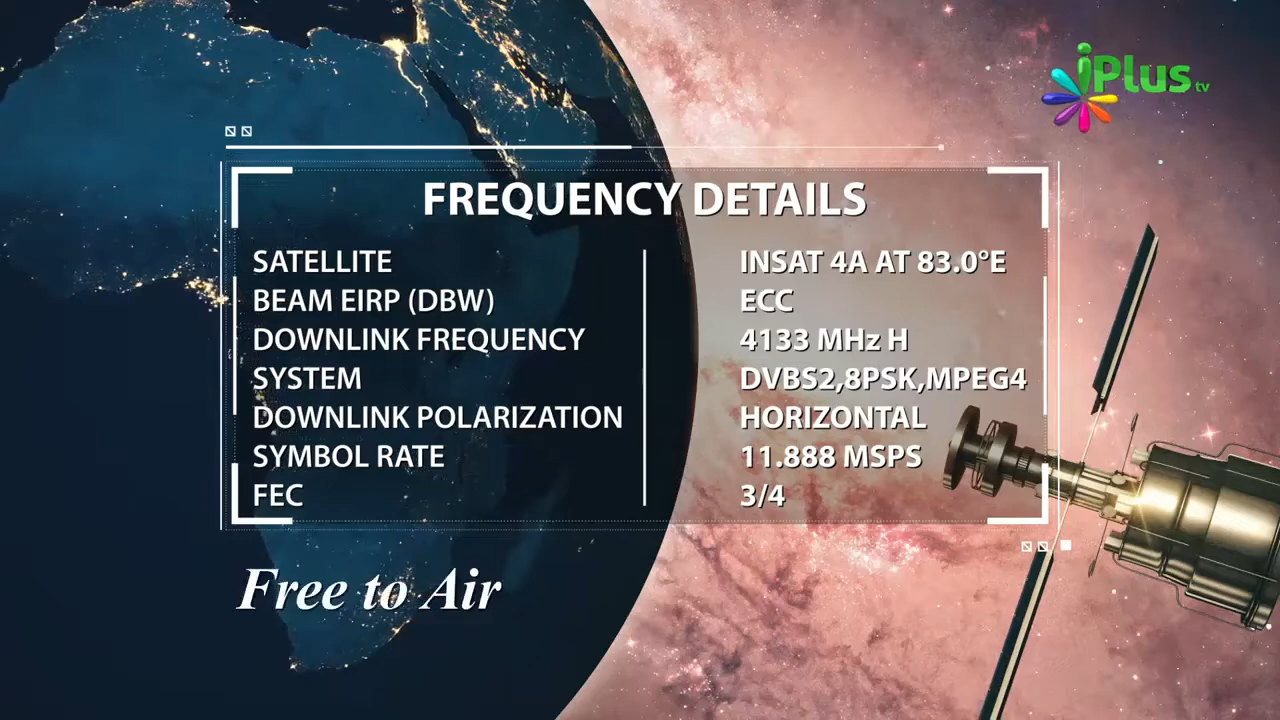 iPlus tv
FREQUENCY DETAILS
SATELLITE INSAT 4A AT 83.0°E
BEAM EIRP (DBW) ECC
DOWNLINK FREQUENCY 4133 MHz H
SYSTEM DVBS2,8PSK,MPEG4
DOWNLINK POLARIZATION HORIZONTAL
SYMBOL RATE 11.888 MSPS
FEC 3/4
Free to Air